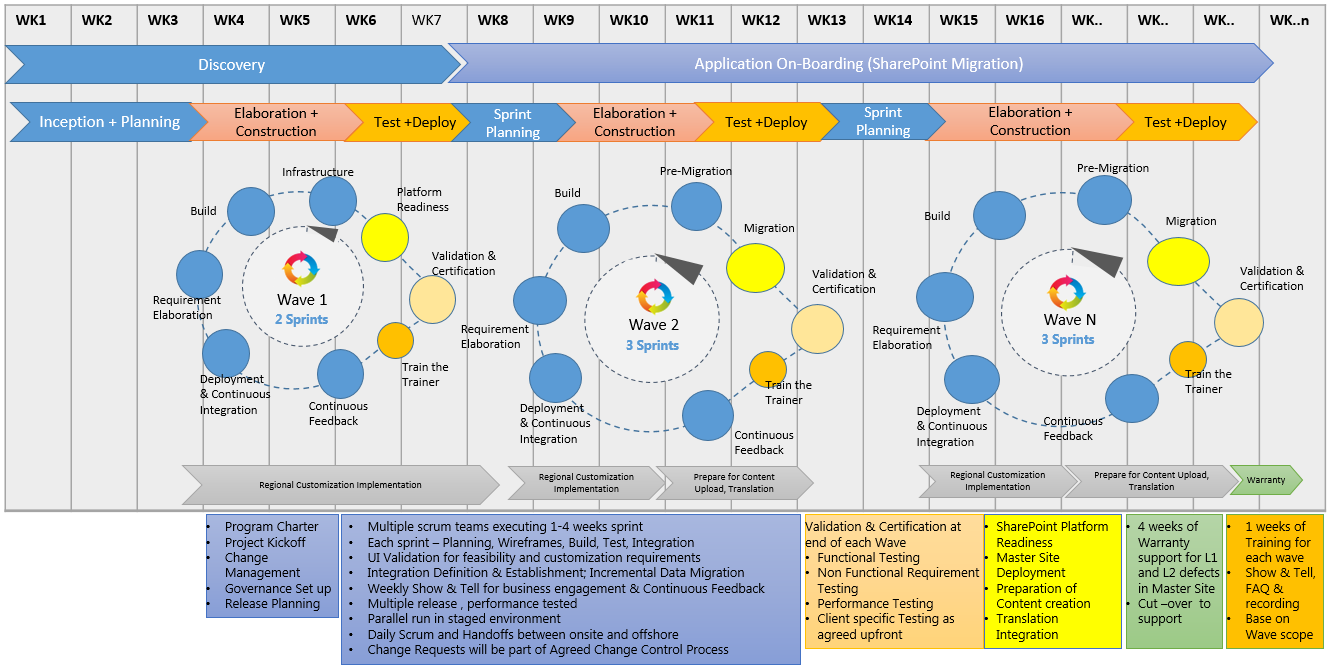 WK1 WK2 WK3 WK4 WK5 WK6 WK7 WK8 WK9 WK10 WK11 WK12 WK13 WK14 WK15 WK16 WK.. WK.. WK.. WK..n
Discovery
Application On-Boarding (SharePoint Migration)
Inception + Planning
Elaboration +
Construction
Test +Deploy
Sprint
Planning
Elaboration +
Construction
Test +Deploy
Sprint
Planning
Elaboration +
Construction
Test +Deploy
Infrastructure
Platform
Readiness
Build
Validation &
Certification
Requirement
Elaboration
Wave 1
2 Sprints
Deployment
& Continuous
Integration
Train the
Trainer
Continuous
Feedback
Pre-Migration
Build
Migration
Validation &
Certification
Requirement
Elaboration
Wave 2
3 Sprints
Deployment
& Continuous
Integration
Train the
Trainer
Continuous
Feedback
Pre-Migration
Build
Migration
Validation &
Certification
Requirement
Elaboration
Wave N
3 Sprints
Deployment
& Continuous
Integration
Train the
Trainer
Continuous
Feedback
Regional Customization Implementation
Regional Customization
Implementation
Prepare for Content
Upload, Translation
Regional Customization
Implementation
Prepare for Content Upload,
Translation
Warranty
• Program Charter
• Project Kickoff
• Change
Management
• Governance Set up
• Release Planning
• Multiple scrum teams executing 1-4 weeks sprint
• Each sprint – Planning, Wireframes, Build, Test, Integration
• UI Validation for feasibility and customization requirements
• Integration Definition & Establishment; Incremental Data Migration
• Weekly Show & Tell for business engagement & Continuous Feedback
• Multiple release , performance tested
• Parallel run in staged environment
• Daily Scrum and Handoffs between onsite and offshore
• Change Requests will be part of Agreed Change Control Process
Validation & Certification at
end of each Wave
• Functional Testing
• Non Functional Requirement
Testing
• Performance Testing
• Client specific Testing as
agreed upfront
• SharePoint Platform
Readiness
• Master Site
Deployment
• Preparation of
Content creation
• Translation
Integration
• 4 weeks of
Warranty
support for L1
and L2 defects
in Master Site
• Cut –over to
support
• 1 weeks of
Training for
each wave
• Show & Tell,
FAQ &
recording
• Base on
Wave scope